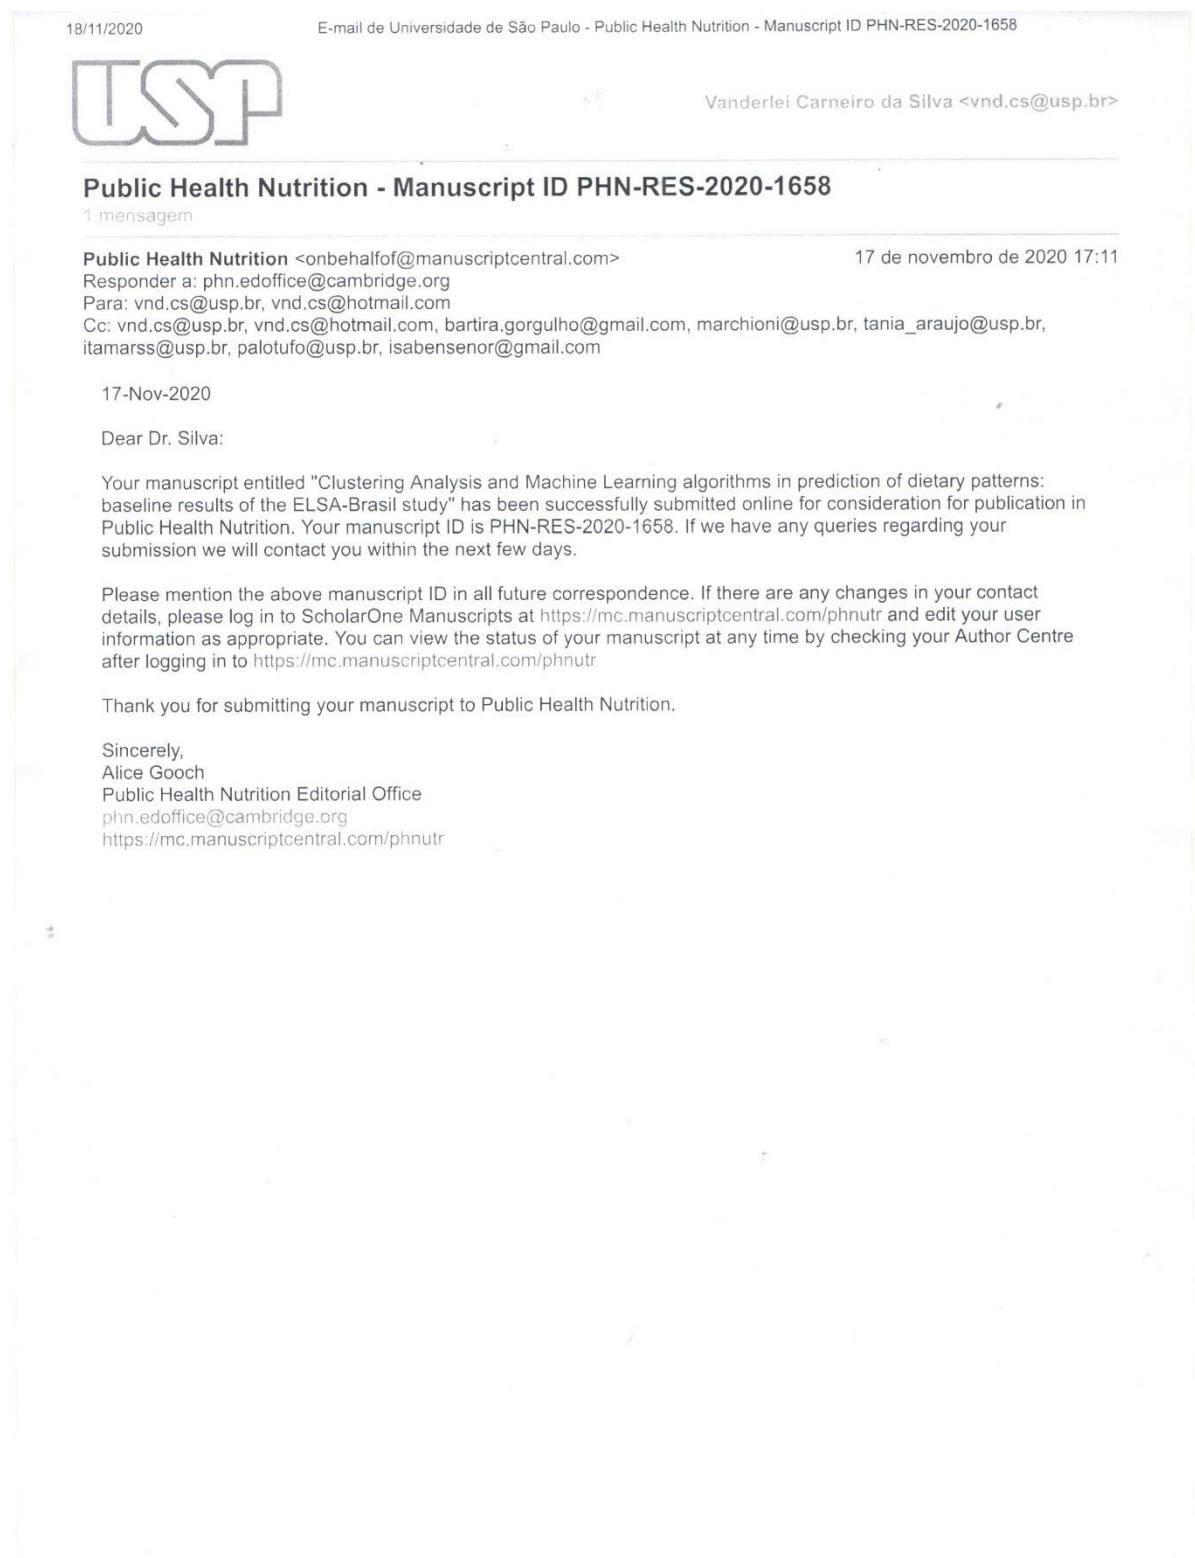 18/11/2020 E-mail de Universidade de São Paulo - Public Health Nutrition - Manuscript ID PHN-RES-2020-1658
USP
Vanderlei Carneiro da Silva <vnd.cs@usp.br>
Public Health Nutrition - Manuscript ID PHN-RES-2020-1658
1 mensagem
Public Health Nutrition <onbehalfof@manuscriptcentral.com> 17 de novembro de 2020 17:11
Responder a: phn.edoffice@cambridge.org
Para: vnd.cs@usp.br, vnd.cs@hotmail.com
Cc: vnd.cs@usp.br, vnd.cs@hotmail.com, bartira.gorgulho@gmail.com, marchioni@usp.br, tania_araujo@usp.br,
itamarss@usp.br, palotufo@usp.br, isabensenor@gmail.com
17-Nov-2020
Dear Dr. Silva:
Your manuscript entitled "Clustering Analysis and Machine Learning algorithms in prediction of dietary patterns:
baseline results of the ELSA-Brasil study" has been successfully submitted online for consideration for publication in
Public Health Nutrition. Your manuscript ID is PHN-RES-2020-1658. If we have any queries regarding your
submission we will contact you within the next few days.
Please mention the above manuscript ID in all future correspondence. If there are any changes in your contact
details, please log in to ScholarOne Manuscripts at https://mc.manuscriptcentral.com/phnutr and edit your user
information as appropriate. You can view the status of your manuscript at any time by checking your Author Centre
after logging in to https://mc.manuscriptcentral.com/phnutr
Thank you for submitting your manuscript to Public Health Nutrition.
Sincerely,
Alice Gooch
Public Health Nutrition Editorial Office
phn.edoffice@cambridge.org
https://mc.manuscriptcentral.com/phnutr